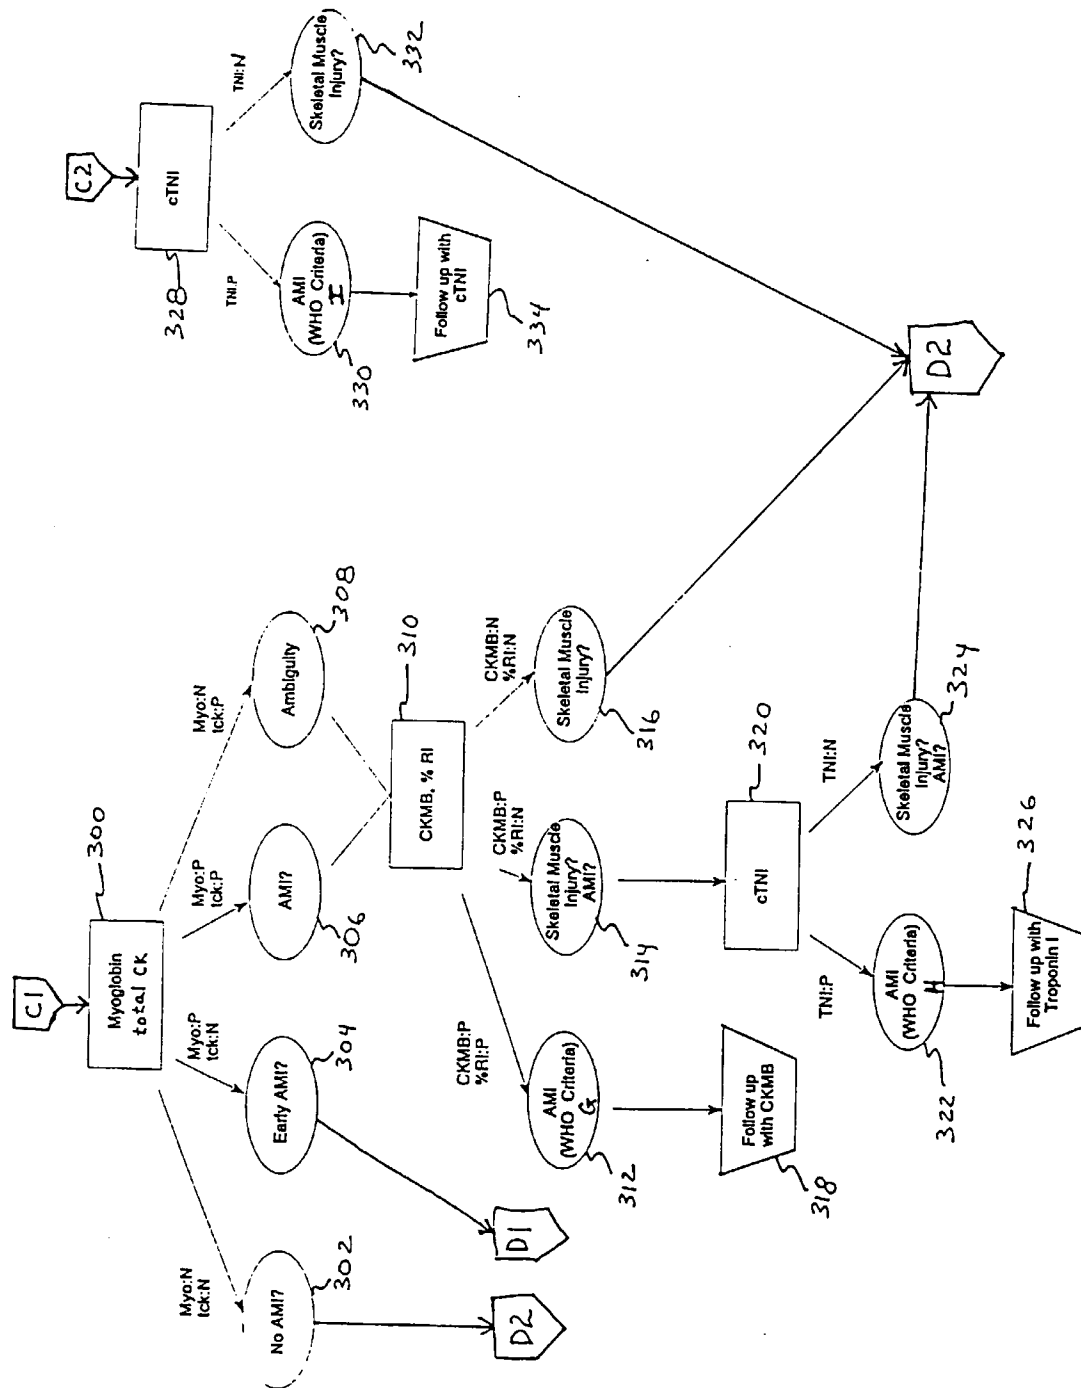 C1
300
Myoglobin
total CK
Myo:N
tck:N
Myo:P
tck:N
Myo:P
tck:P
Myo:N
tck:P
No AMI?
302
Early AMI?
304
AMI?
306
Ambiguity
308
D2
D1
CKMB, % RI
310
CKMB:P
%RI:P
CKMB:P
%RI:N
CKMB:N
%RI:N
AMI
(WHO Criteria)
G
312
Skeletal Muscle
Injury?
AMI?
314
Skeletal Muscle
Injury?
316
Follow up
with CKMB
318
cTNI
320
TNI:P
TNI:N
AMI
(WHO Criteria)
H
322
Skeletal Muscle
Injury?
AMI?
324
Follow up with
Troponin I
326
C2
cTNI
328
TNI:P
TNI:N
AMI
(WHO Criteria)
I
330
Skeletal Muscle
Injury?
332
Follow up with
cTNI
334
D2